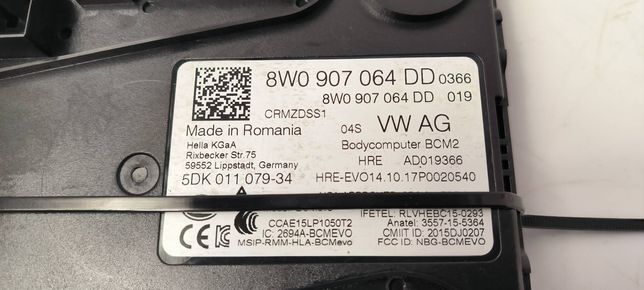 8W0 907 064 DD 0366
8W0 907 064 DD 019
CRMZDSS1
Made in Romania 04S VW AG
Hella KGaA Bodycomputer BCM2
Rixbecker Str.75
59552 Lippstadt, Germany HRE AD019366
5DK 011 079-34 HRE-EVO14.10.17P0020540
IFETEL: RLVHEBC15-0293
CCAE15LP1050T2 Anatel: 3557-15-5364
IC: 2694A-BCMEVO CMIIT ID: 2015DJ0207
MSIP-RMM-HLA-BCMevo FCC ID: NBG-BCMEVO